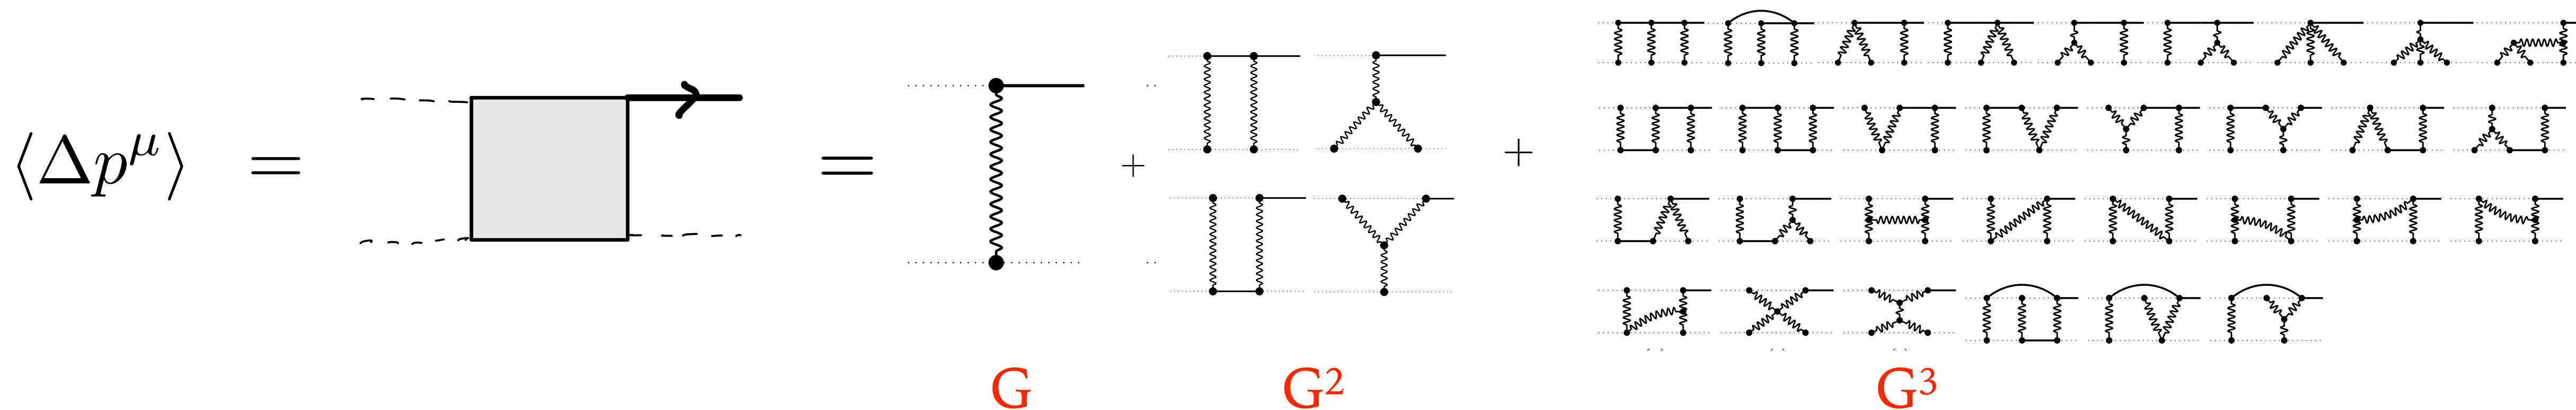 ⟨Δp^μ⟩ = = + +
G G² G³